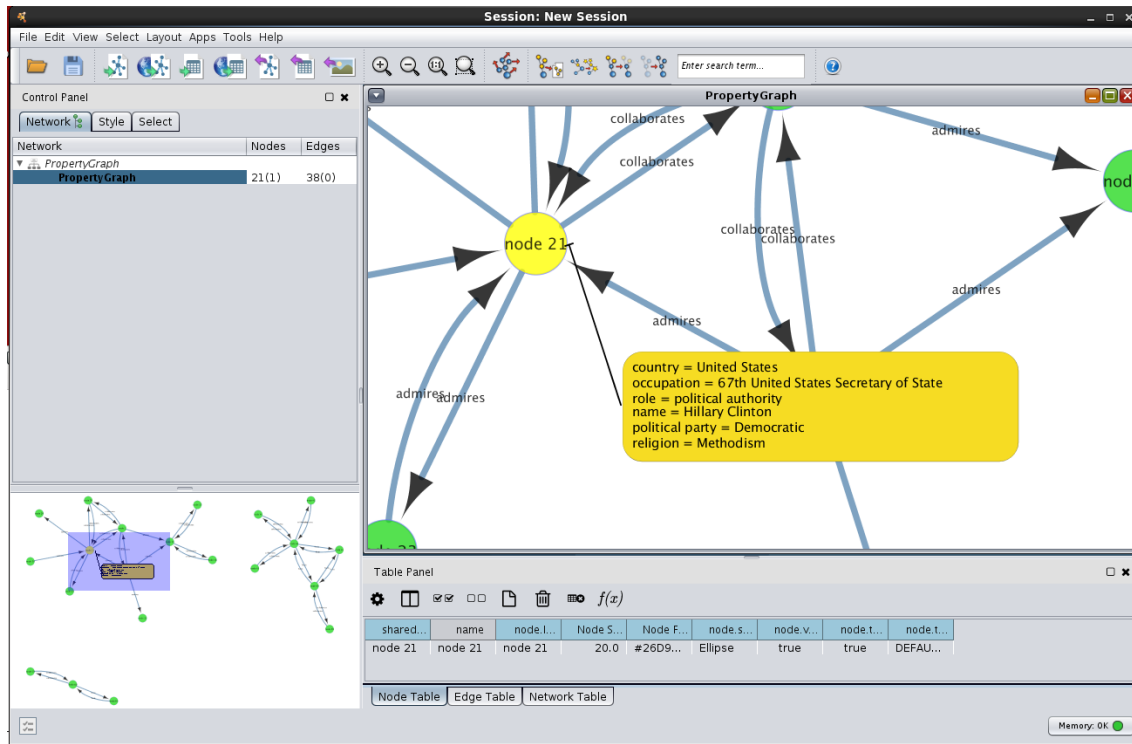 Session: New Session
File Edit View Select Layout Apps Tools Help
Enter search term...
Control Panel
Network Style Select
Network Nodes Edges
PropertyGraph
PropertyGraph 21(1) 38(0)
PropertyGraph
collaborates
collaborates
admires
node 21
collaborates
collaborates
admires
admires
country = United States
occupation = 67th United States Secretary of State
role = political authority
name = Hillary Clinton
political party = Democratic
religion = Methodism
admires
admires
Table Panel
f(x)
shared... name node.l... Node S... Node F... node.s... node.v... node.t... node.t...
node 21 node 21 node 21 20.0 #26D9... Ellipse true true DEFAU...
Node Table Edge Table Network Table
Memory: OK